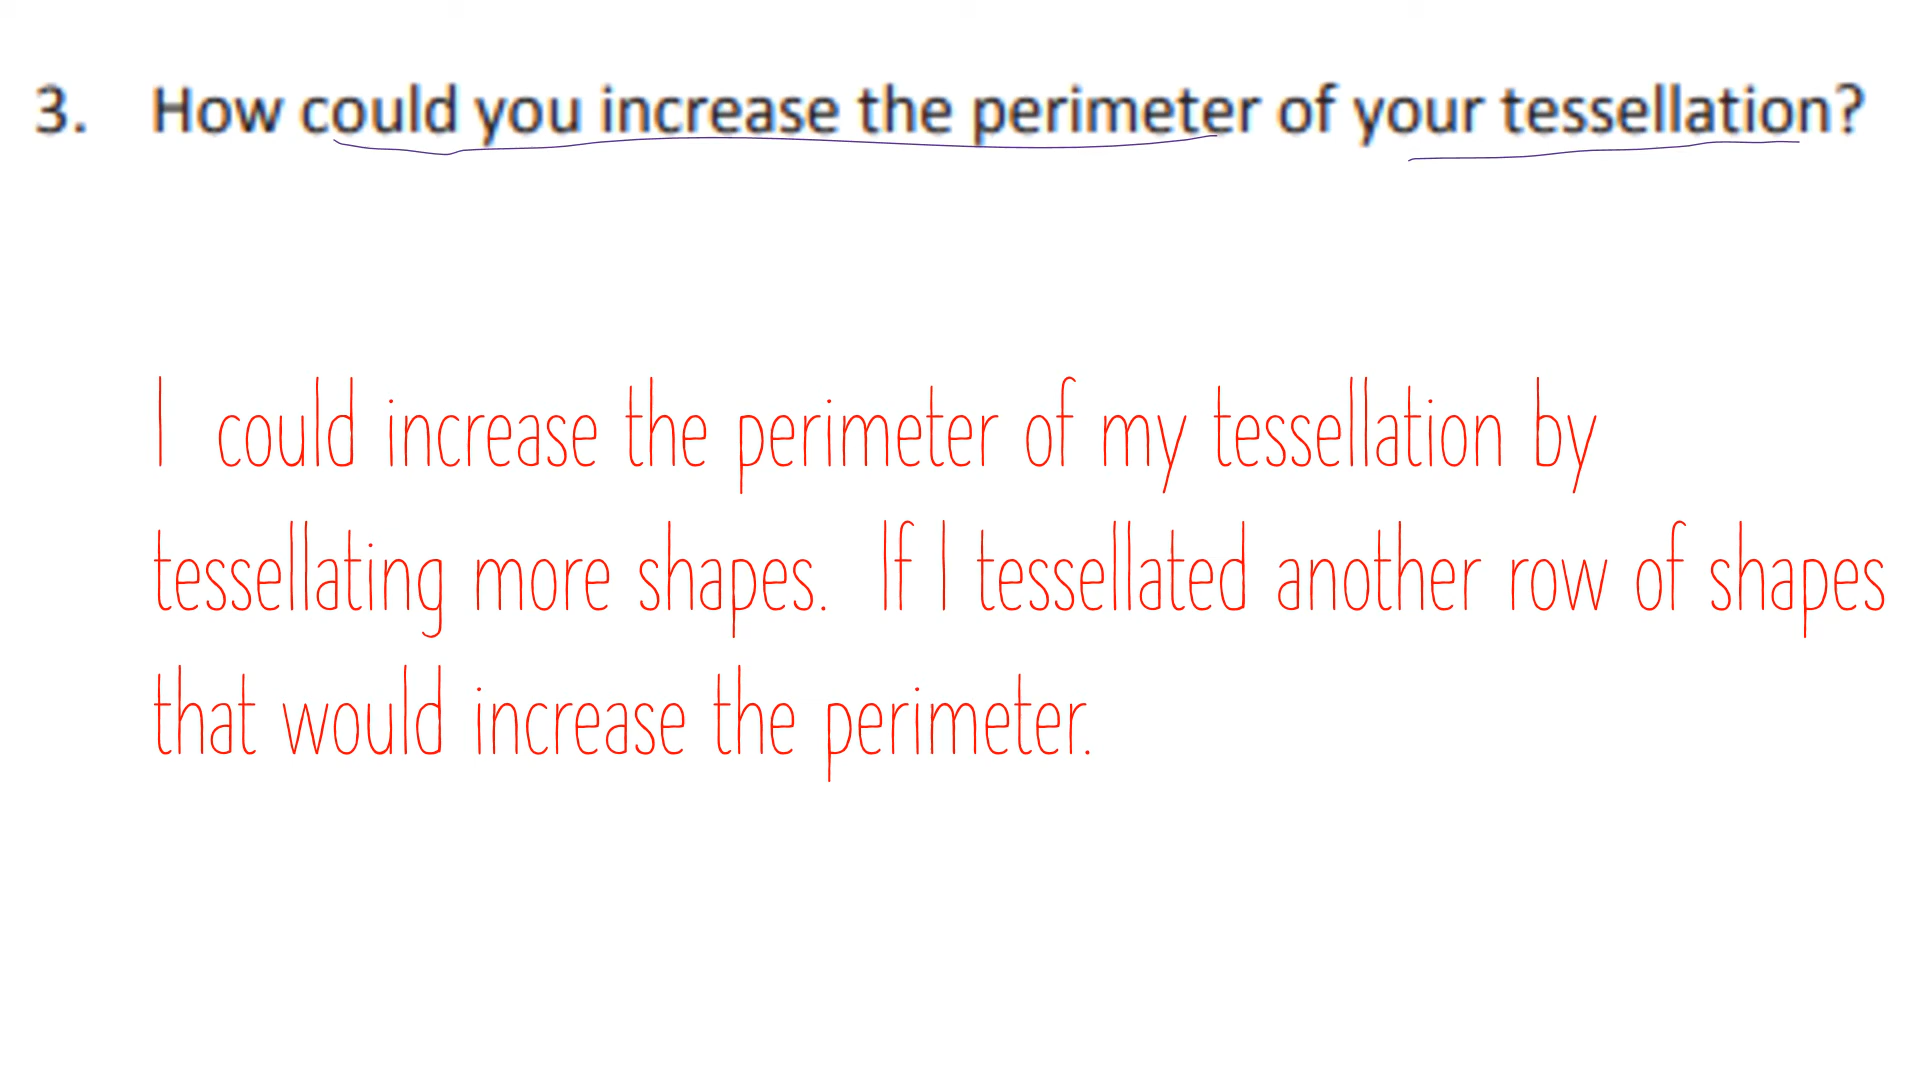 3. How could you increase the perimeter of your tessellation?
I could increase the perimeter of my tessellation by
tessellating more shapes. If I tessellated another row of shapes
that would increase the perimeter.